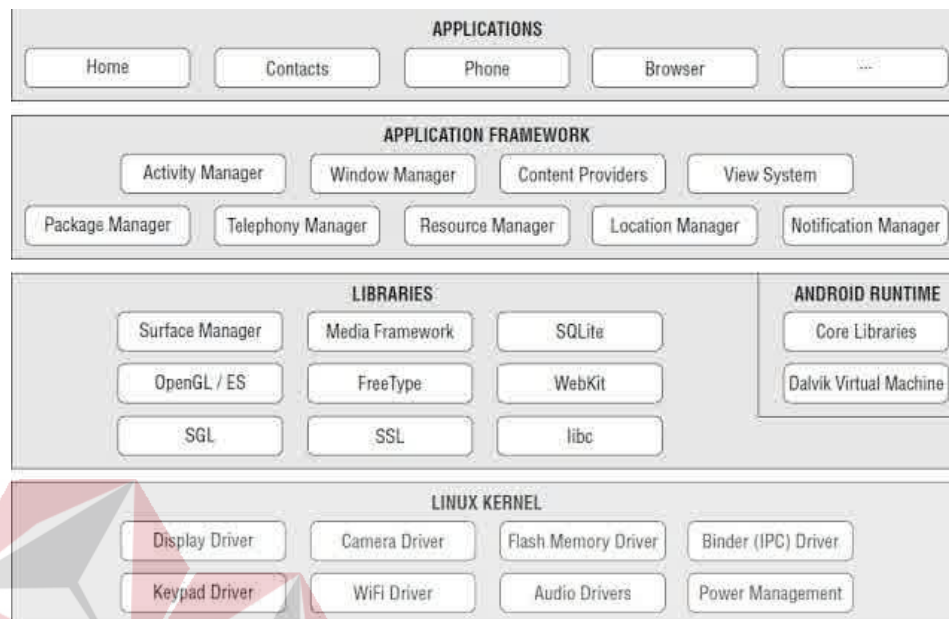 APPLICATIONS
Home Contacts Phone Browser ...
APPLICATION FRAMEWORK
Activity Manager Window Manager Content Providers View System
Package Manager Telephony Manager Resource Manager Location Manager Notification Manager
LIBRARIES ANDROID RUNTIME
Surface Manager Media Framework SQLite Core Libraries
OpenGL / ES FreeType WebKit Dalvik Virtual Machine
SGL SSL libc
LINUX KERNEL
Display Driver Camera Driver Flash Memory Driver Binder (IPC) Driver
Keypad Driver WiFi Driver Audio Drivers Power Management